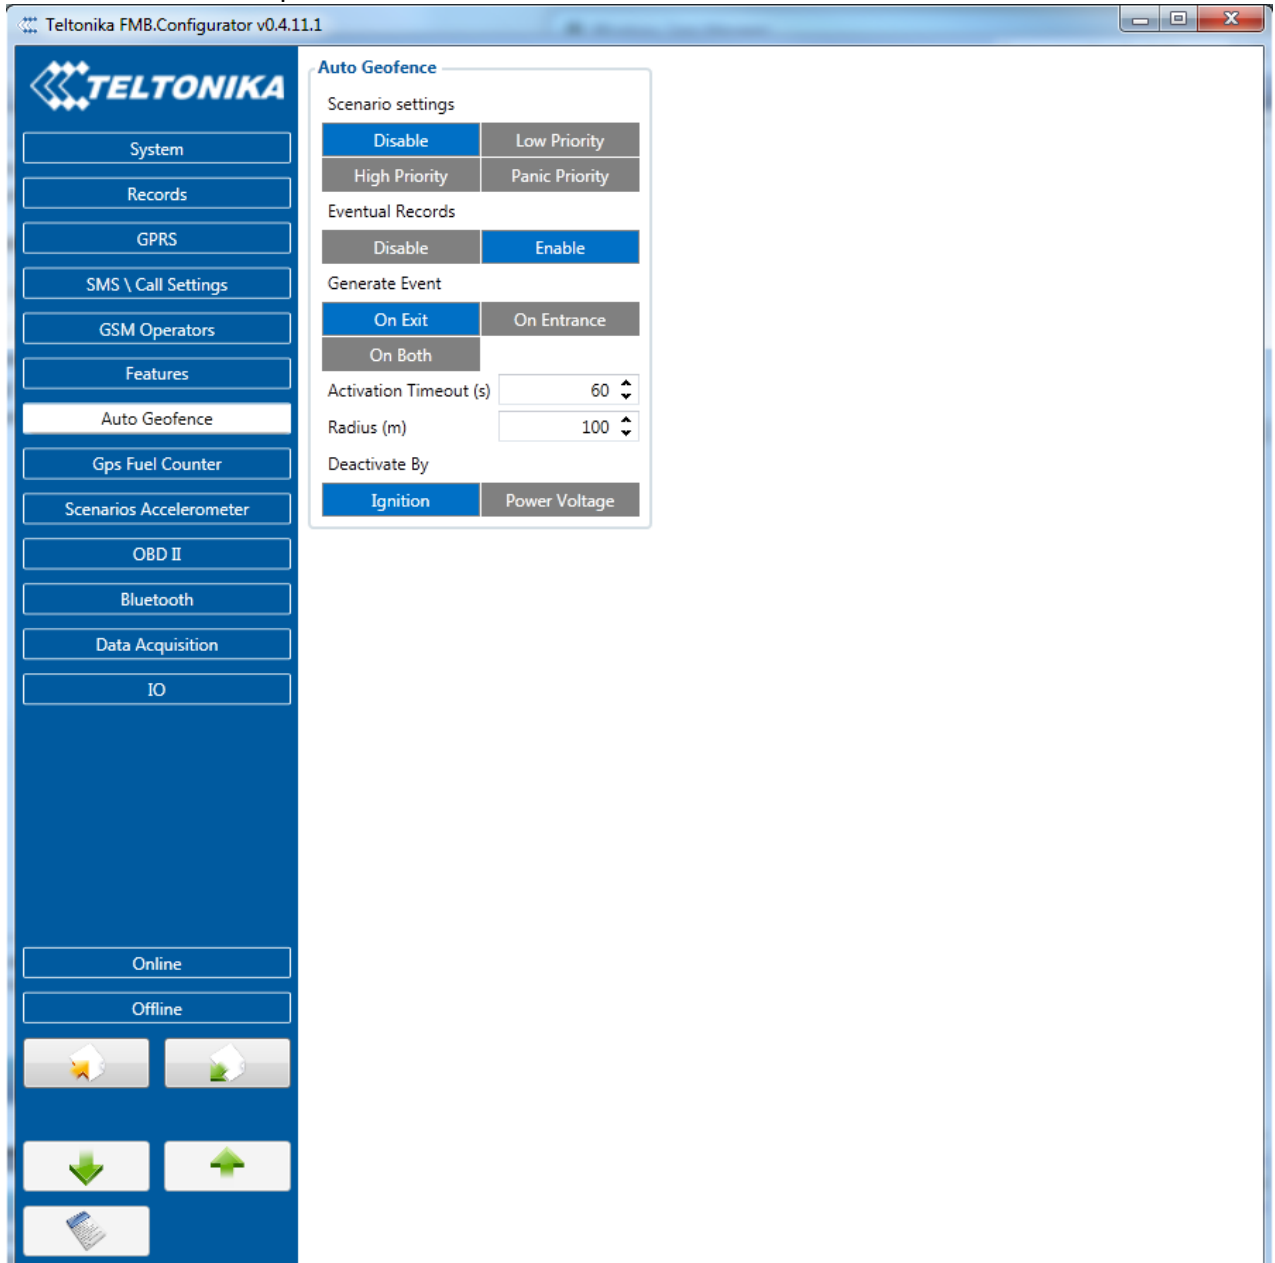 Teltonika FMB.Configurator v0.4.11.1
TELTONIKA
System
Records
GPRS
SMS \ Call Settings
GSM Operators
Features
Auto Geofence
Gps Fuel Counter
Scenarios Accelerometer
OBD II
Bluetooth
Data Acquisition
IO
Online
Offline
Auto Geofence
Scenario settings
Disable Low Priority
High Priority Panic Priority
Eventual Records
Disable Enable
Generate Event
On Exit On Entrance
On Both
Activation Timeout (s) 60
Radius (m) 100
Deactivate By
Ignition Power Voltage